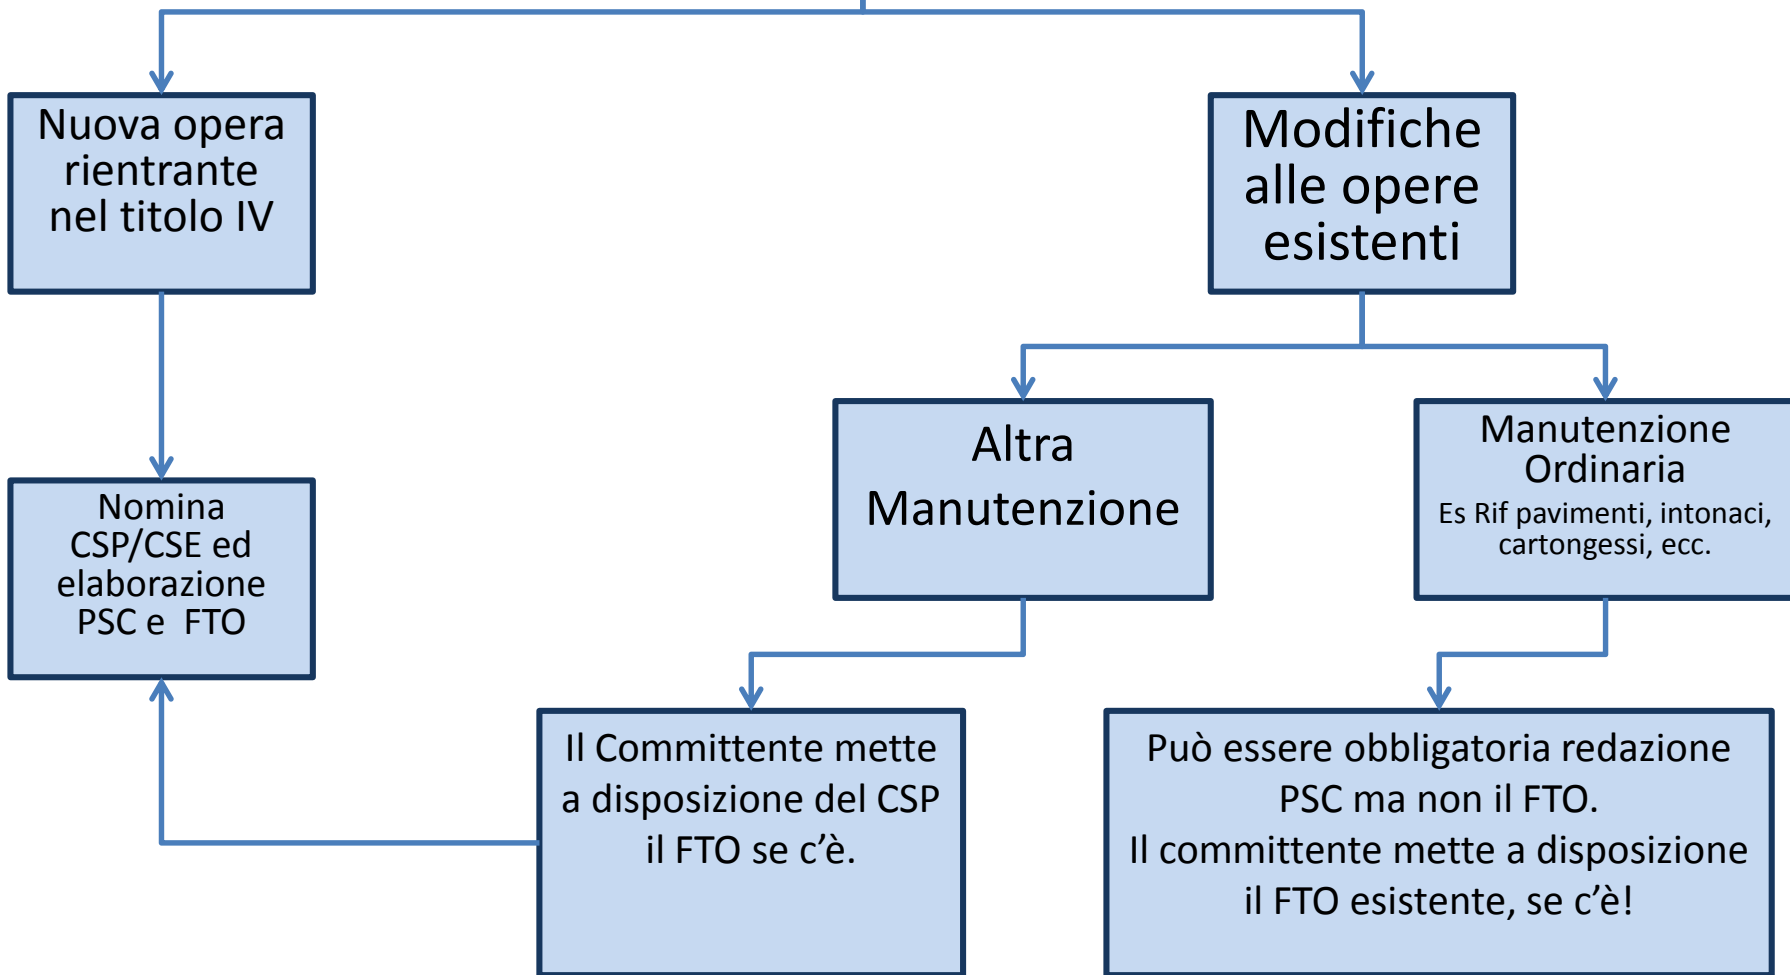 Nuova opera
rientrante
nel titolo IV
Modifiche
alle opere
esistenti
Altra
Manutenzione
Manutenzione
Ordinaria
Es Rif pavimenti, intonaci,
cartongessi, ecc.
Nomina
CSP/CSE ed
elaborazione
PSC e FTO
Il Committente mette
a disposizione del CSP
il FTO se c’è.
Può essere obbligatoria redazione
PSC ma non il FTO.
Il committente mette a disposizione
il FTO esistente, se c’è!